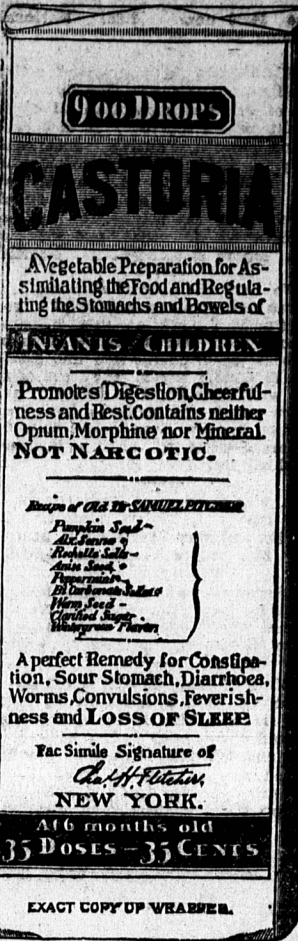 900 DROPS
CASTORIA
AVegetable Preparation for As-
similating the Food and Regula-
ting the Stomachs and Bowels of
INFANTS CHILDREN
Promotes Digestion, Cheerful-
ness and Rest. Contains neither
Opium, Morphine nor Mineral.
NOT NARCOTIC.
Recipe of Old Dr SAMUEL PITCHER
Pumpkin Seed -
Alx. Senna
Rochelle Salts -
Anise Seed
Peppermint -
Bi Carbonate Soda
Worm Seed -
Clarified Sugar
Wintergreen Flavor
A perfect Remedy for Constipa-
tion, Sour Stomach, Diarrhoea,
Worms, Convulsions, Feverish-
ness and LOSS OF SLEEP.
Fac Simile Signature of
Chas. H. Fletcher.
NEW YORK.
At 6 months old
35 DOSES – 35 CENTS
EXACT COPY OF WRAPPER.